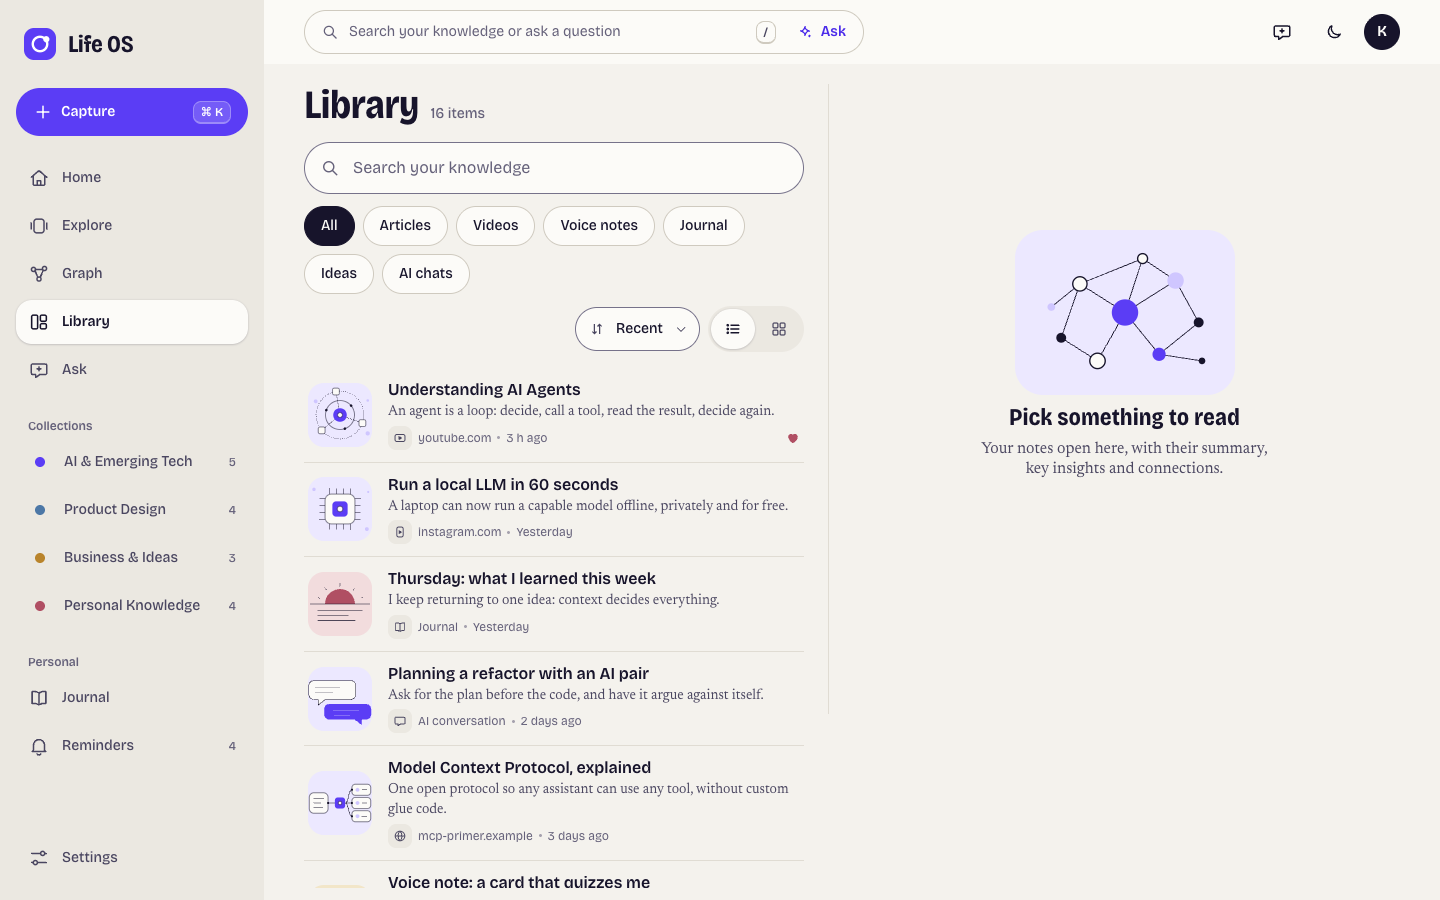 Life OS
Search your knowledge or ask a question
/
Ask
K
Capture
⌘ K
Home
Explore
Graph
Library
Ask
Collections
AI & Emerging Tech 5
Product Design 4
Business & Ideas 3
Personal Knowledge 4
Personal
Journal
Reminders 4
Settings
Library 16 items
Search your knowledge
All Articles Videos Voice notes Journal
Ideas AI chats
Recent
Understanding AI Agents
An agent is a loop: decide, call a tool, read the result, decide again.
youtube.com • 3 h ago
Run a local LLM in 60 seconds
A laptop can now run a capable model offline, privately and for free.
instagram.com • Yesterday
Thursday: what I learned this week
I keep returning to one idea: context decides everything.
Journal • Yesterday
Planning a refactor with an AI pair
Ask for the plan before the code, and have it argue against itself.
AI conversation • 2 days ago
Model Context Protocol, explained
One open protocol so any assistant can use any tool, without custom
glue code.
mcp-primer.example • 3 days ago
Voice note: a card that quizzes me
Pick something to read
Your notes open here, with their summary,
key insights and connections.